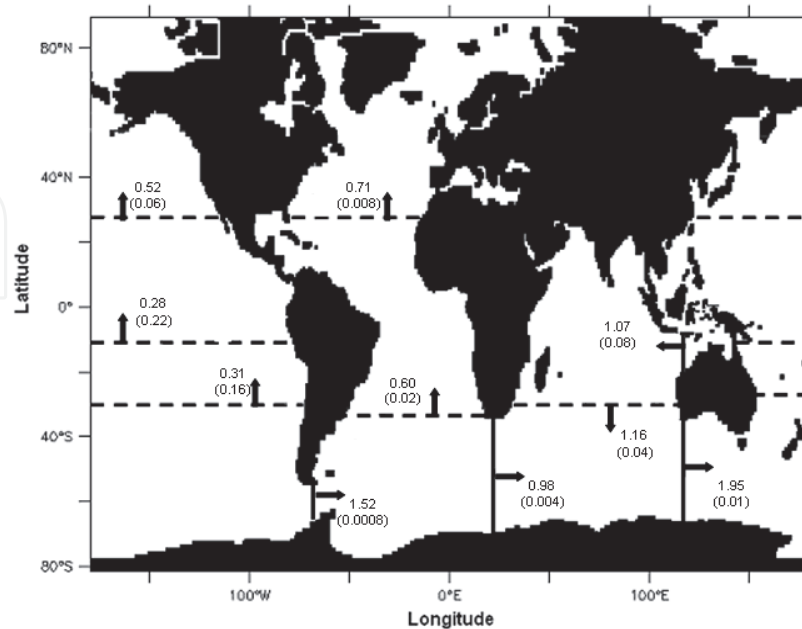 80°N
0.52
(0.06)
0.71
(0.008)
40°N
Latitude
0.28
(0.22)
0°
1.07
(0.08)
0.31
(0.16)
0.60
(0.02)
40°S
1.16
(0.04)
1.52
(0.0008)
0.98
(0.004)
1.95
(0.01)
80°S
100°W
0°E
100°E
Longitude